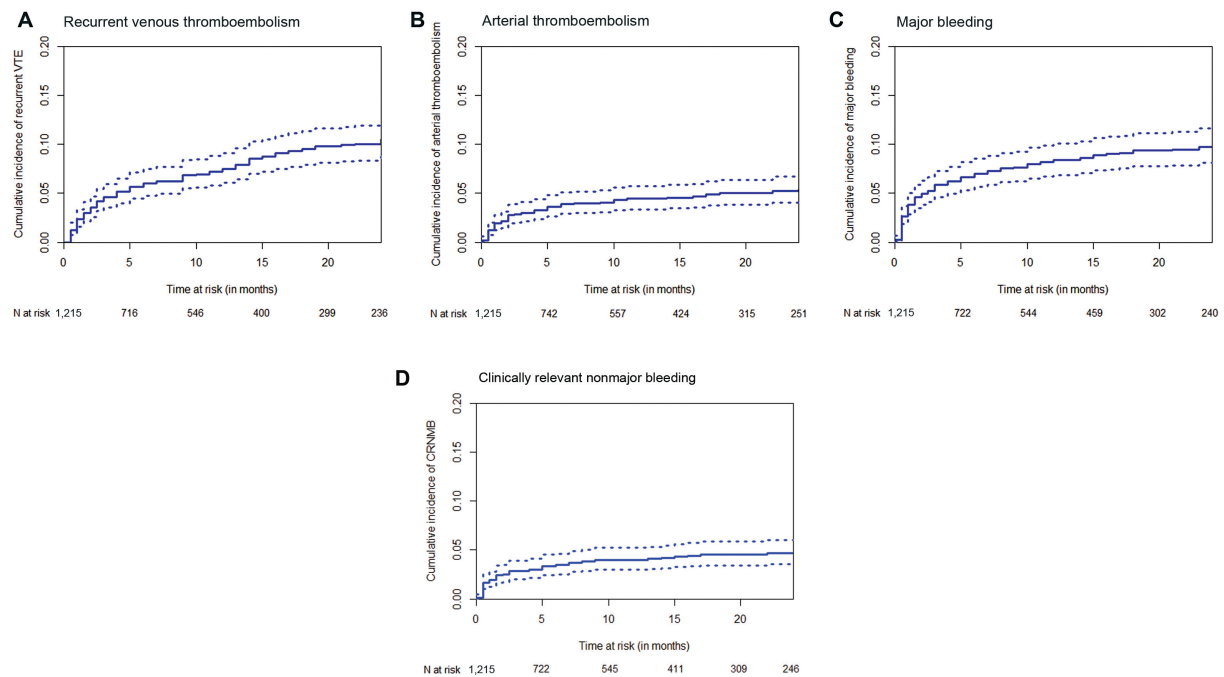 A Recurrent venous thromboembolism
Cumulative incidence of recurrent VTE
0.20
0.15
0.10
0.05
0.00
0 5 10 15 20
Time at risk (in months)
N at risk 1,215 716 546 400 299 236
B Arterial thromboembolism
Cumulative incidence of arterial thromboembolism
0.20
0.15
0.10
0.05
0.00
0 5 10 15 20
Time at risk (in months)
N at risk 1,215 742 557 424 315 251
C Major bleeding
Cumulative incidence of major bleeding
0.20
0.15
0.10
0.05
0.00
0 5 10 15 20
Time at risk (in months)
N at risk 1,215 722 544 459 302 240
D Clinically relevant nonmajor bleeding
Cumulative incidence of CRNMB
0.20
0.15
0.10
0.05
0.00
0 5 10 15 20
Time at risk (in months)
N at risk 1,215 722 545 411 309 246